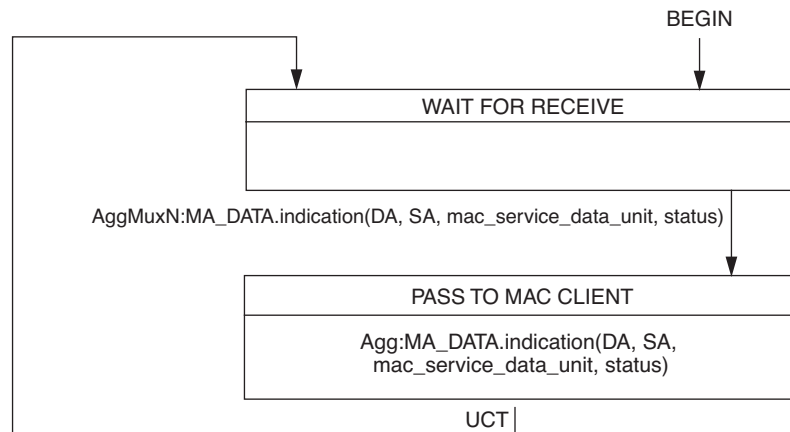 BEGIN
WAIT FOR RECEIVE
AggMuxN:MA_DATA.indication(DA, SA, mac_service_data_unit, status)
PASS TO MAC CLIENT
Agg:MA_DATA.indication(DA, SA,
mac_service_data_unit, status)
UCT